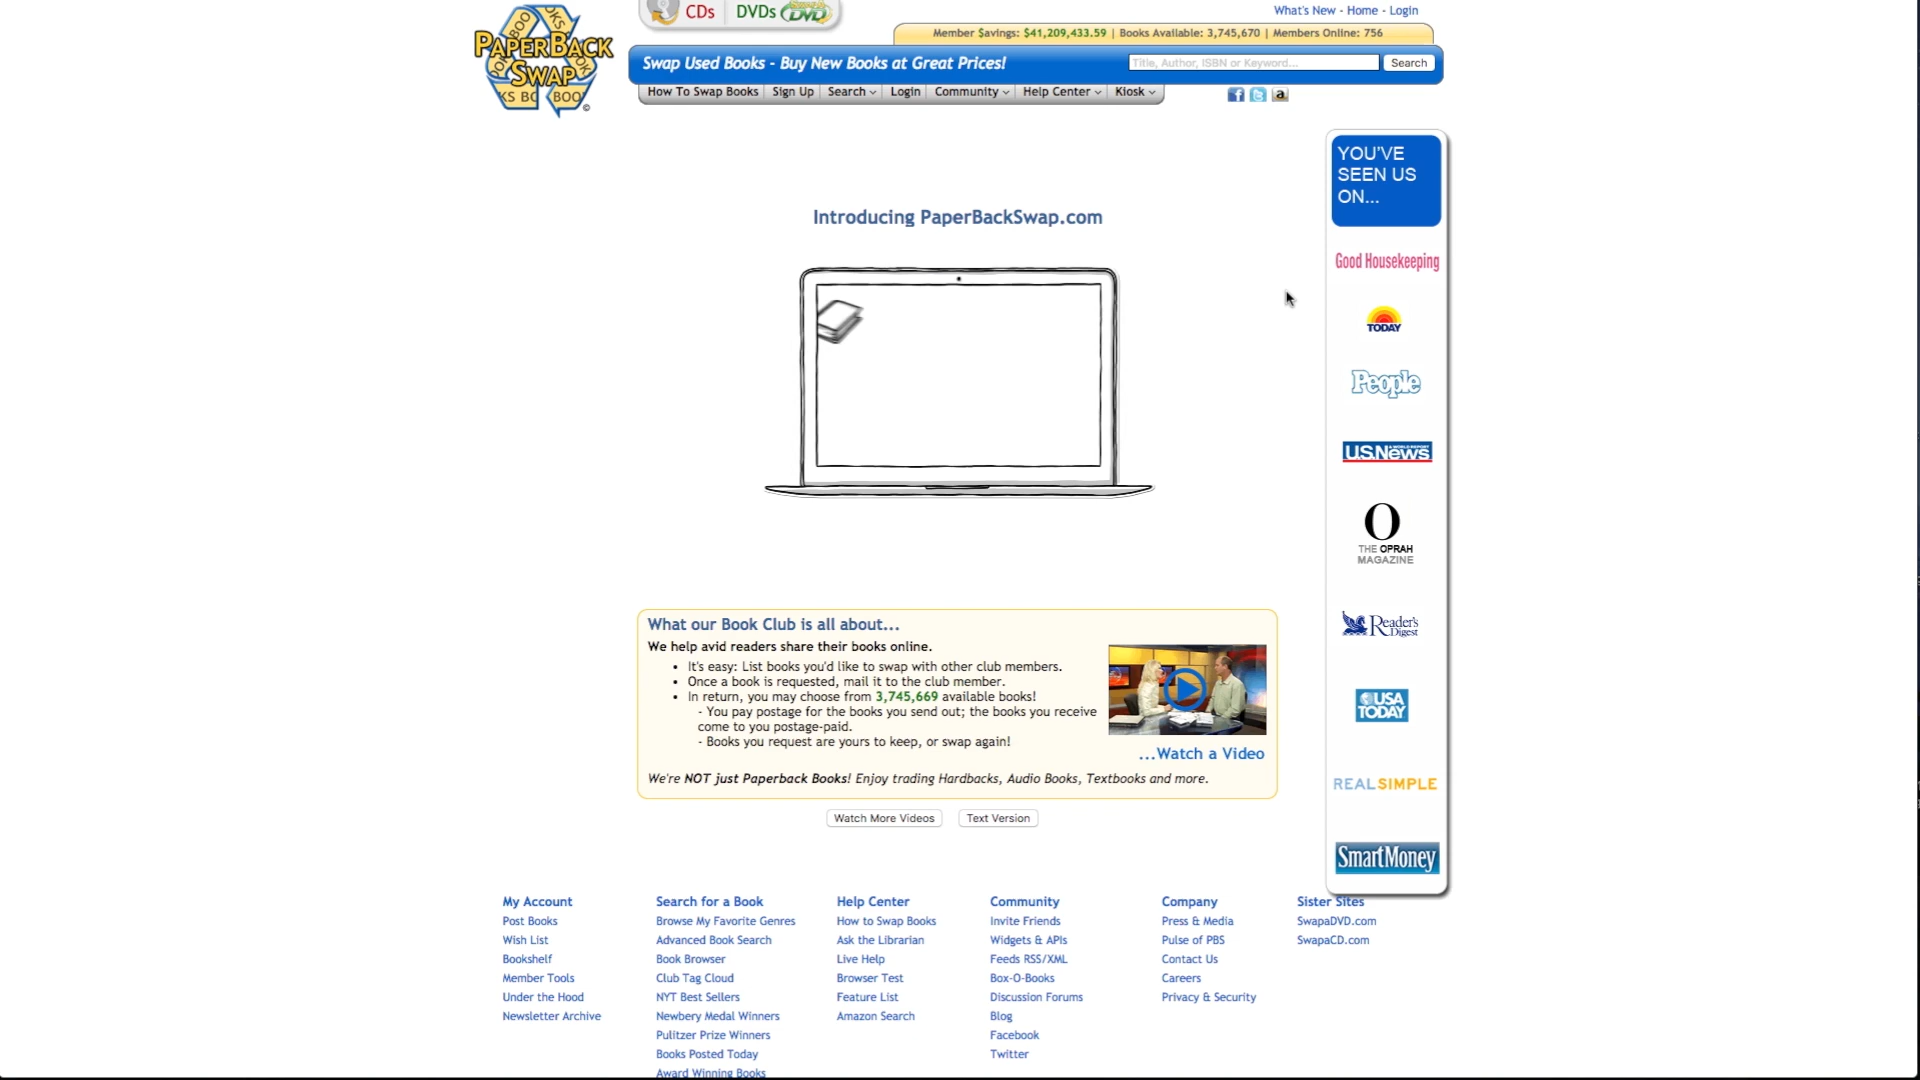 CDs
DVDs
What's New - Home - Login
Member $avings: $41,209,433.59 | Books Available: 3,745,670 | Members Online: 756
PAPERBACK SWAP
Swap Used Books - Buy New Books at Great Prices!
Title, Author, ISBN or Keyword...
Search
How To Swap Books
Sign Up
Search
Login
Community
Help Center
Kiosk
YOU'VE
SEEN US
ON...
Introducing PaperBackSwap.com
Good Housekeeping
TODAY
People
U.S.News
O
THE OPRAH
MAGAZINE
Reader's
Digest
USA
TODAY
REALSIMPLE
SmartMoney
What our Book Club is all about...
We help avid readers share their books online.
It's easy: List books you'd like to swap with other club members.
Once a book is requested, mail it to the club member.
In return, you may choose from 3,745,669 available books!
- You pay postage for the books you send out; the books you receive
come to you postage-paid.
- Books you request are yours to keep, or swap again!
...Watch a Video
We're NOT just Paperback Books! Enjoy trading Hardbacks, Audio Books, Textbooks and more.
Watch More Videos
Text Version
My Account
Post Books
Wish List
Bookshelf
Member Tools
Under the Hood
Newsletter Archive
Search for a Book
Browse My Favorite Genres
Advanced Book Search
Book Browser
Club Tag Cloud
NYT Best Sellers
Newbery Medal Winners
Pulitzer Prize Winners
Books Posted Today
Award Winning Books
Help Center
How to Swap Books
Ask the Librarian
Live Help
Browser Test
Feature List
Amazon Search
Community
Invite Friends
Widgets & APIs
Feeds RSS/XML
Box-O-Books
Discussion Forums
Blog
Facebook
Twitter
Company
Press & Media
Pulse of PBS
Contact Us
Careers
Privacy & Security
Sister Sites
SwapaDVD.com
SwapaCD.com